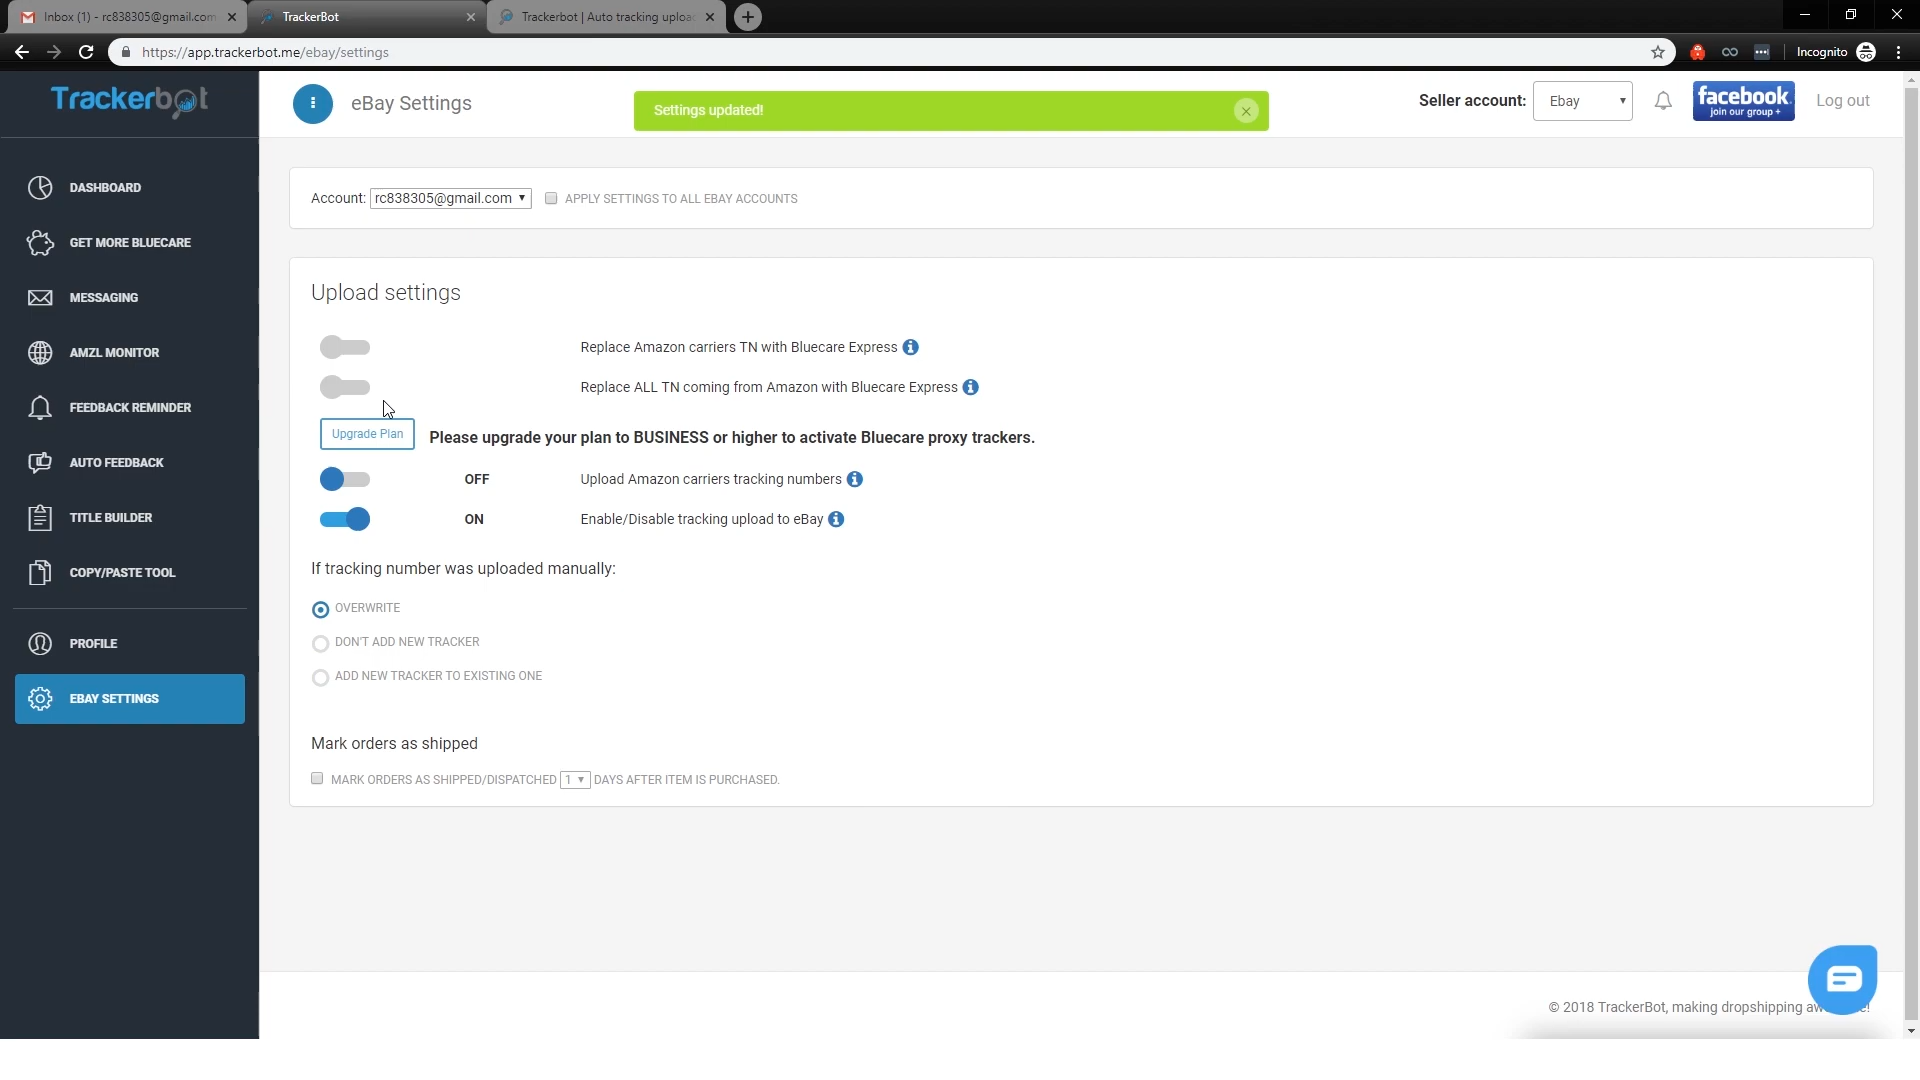 Inbox (1) - rc838305@gmail.com
TrackerBot
Trackerbot | Auto tracking uploa
https://app.trackerbot.me/ebay/settings
Incognito
Trackerbot
eBay Settings
Settings updated!
Seller account:
Ebay
facebook
join our group +
Log out
DASHBOARD
GET MORE BLUECARE
MESSAGING
AMZL MONITOR
FEEDBACK REMINDER
AUTO FEEDBACK
TITLE BUILDER
COPY/PASTE TOOL
PROFILE
EBAY SETTINGS
Account: rc838305@gmail.com
APPLY SETTINGS TO ALL EBAY ACCOUNTS
Upload settings
Replace Amazon carriers TN with Bluecare Express
Replace ALL TN coming from Amazon with Bluecare Express
Upgrade Plan
Please upgrade your plan to BUSINESS or higher to activate Bluecare proxy trackers.
OFF
Upload Amazon carriers tracking numbers
ON
Enable/Disable tracking upload to eBay
If tracking number was uploaded manually:
OVERWRITE
DON'T ADD NEW TRACKER
ADD NEW TRACKER TO EXISTING ONE
Mark orders as shipped
MARK ORDERS AS SHIPPED/DISPATCHED 1 DAYS AFTER ITEM IS PURCHASED.
© 2018 TrackerBot, making dropshipping